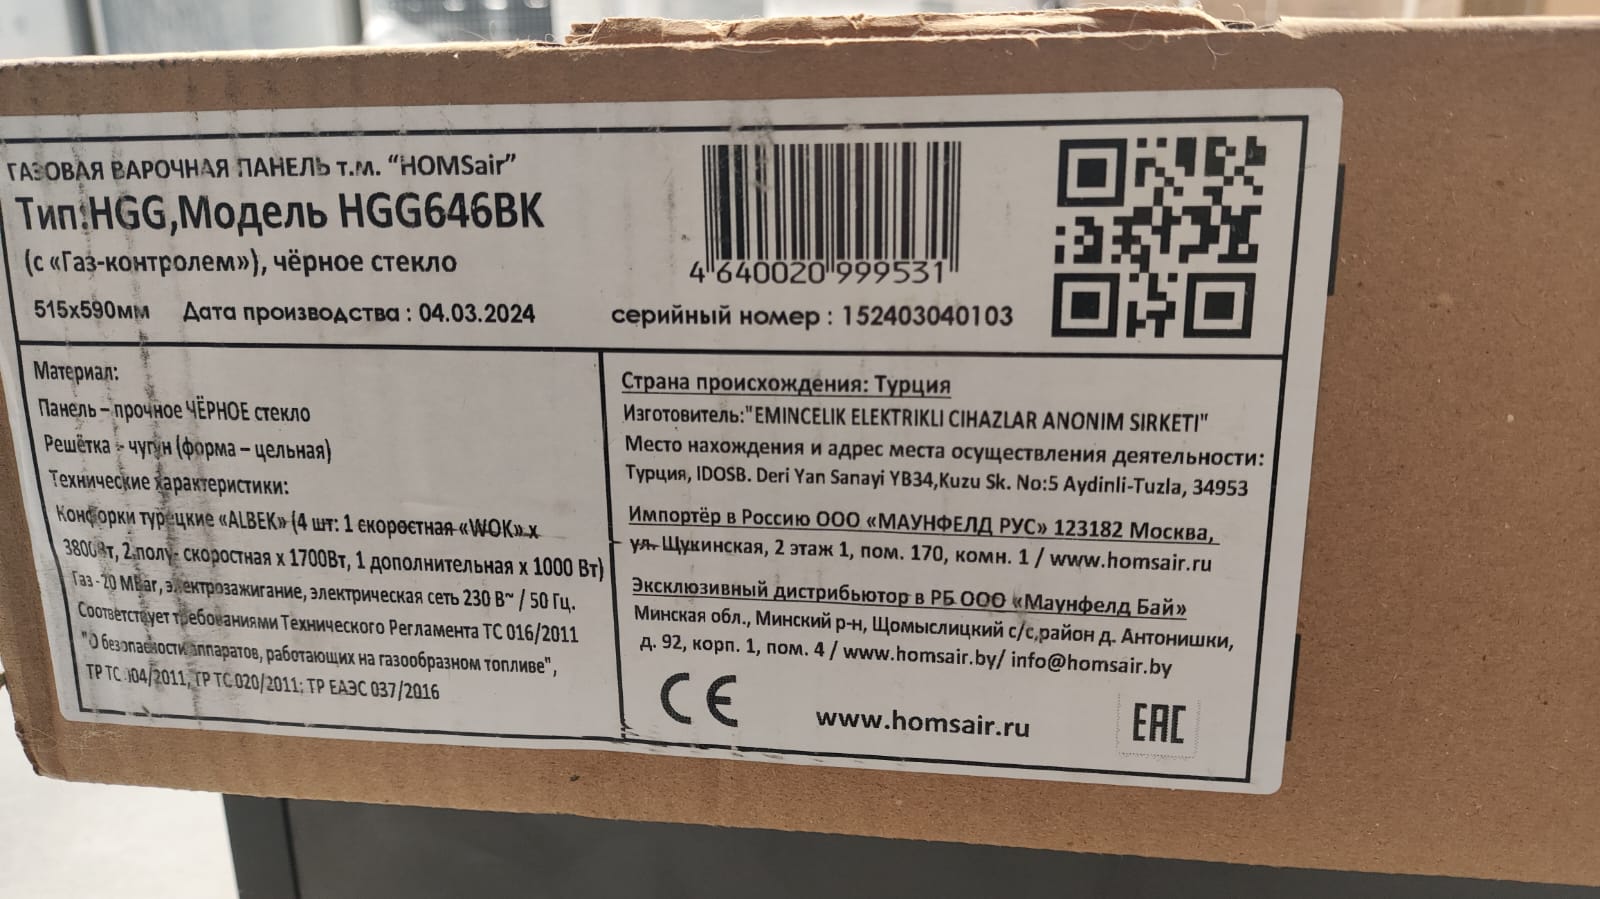 ГАЗОВАЯ ВАРОЧНАЯ ПАНЕЛЬ т.м. “HOMSair”
Тип:HGG,Модель HGG646BK
(с «Газ-контролем»), чёрное стекло
515х590мм Дата производства : 04.03.2024
4 640020 999531
серийный номер : 152403040103
Материал:
Панель – прочное ЧЁРНОЕ стекло
Решётка - чугун (форма – цельная)
Технические характеристики:
Конфорки турецкие «ALBEK» (4 шт: 1 скоростная «WOK» х
3800Вт, 2 полу- скоростная х 1700Вт, 1 дополнительная х 1000 Вт)
Газ - 20 МБar, электрозажигание, электрическая сеть 230 В~ / 50 Гц.
Соответствует требованиями Технического Регламента ТС 016/2011
"О безопасности аппаратов, работающих на газообразном топливе",
ТР ТС 004/2011, ТР ТС 020/2011; ТР ЕАЭС 037/2016
Страна происхождения: Турция
Изготовитель:"EMINCELIK ELEKTRIKLI CIHAZLAR ANONIM SIRKETI"
Место нахождения и адрес места осуществления деятельности:
Турция, IDOSB. Deri Yan Sanayi YB34,Kuzu Sk. No:5 Aydinli-Tuzla, 34953
Импортёр в Россию ООО «МАУНФЕЛД РУС» 123182 Москва,
ул. Щукинская, 2 этаж 1, пом. 170, комн. 1 / www.homsair.ru
Эксклюзивный дистрибьютор в РБ ООО «Маунфелд Бай»
Минская обл., Минский р-н, Щомыслицкий с/с,район д. Антонишки,
д. 92, корп. 1, пом. 4 / www.homsair.by/ info@homsair.by
CE www.homsair.ru EAC